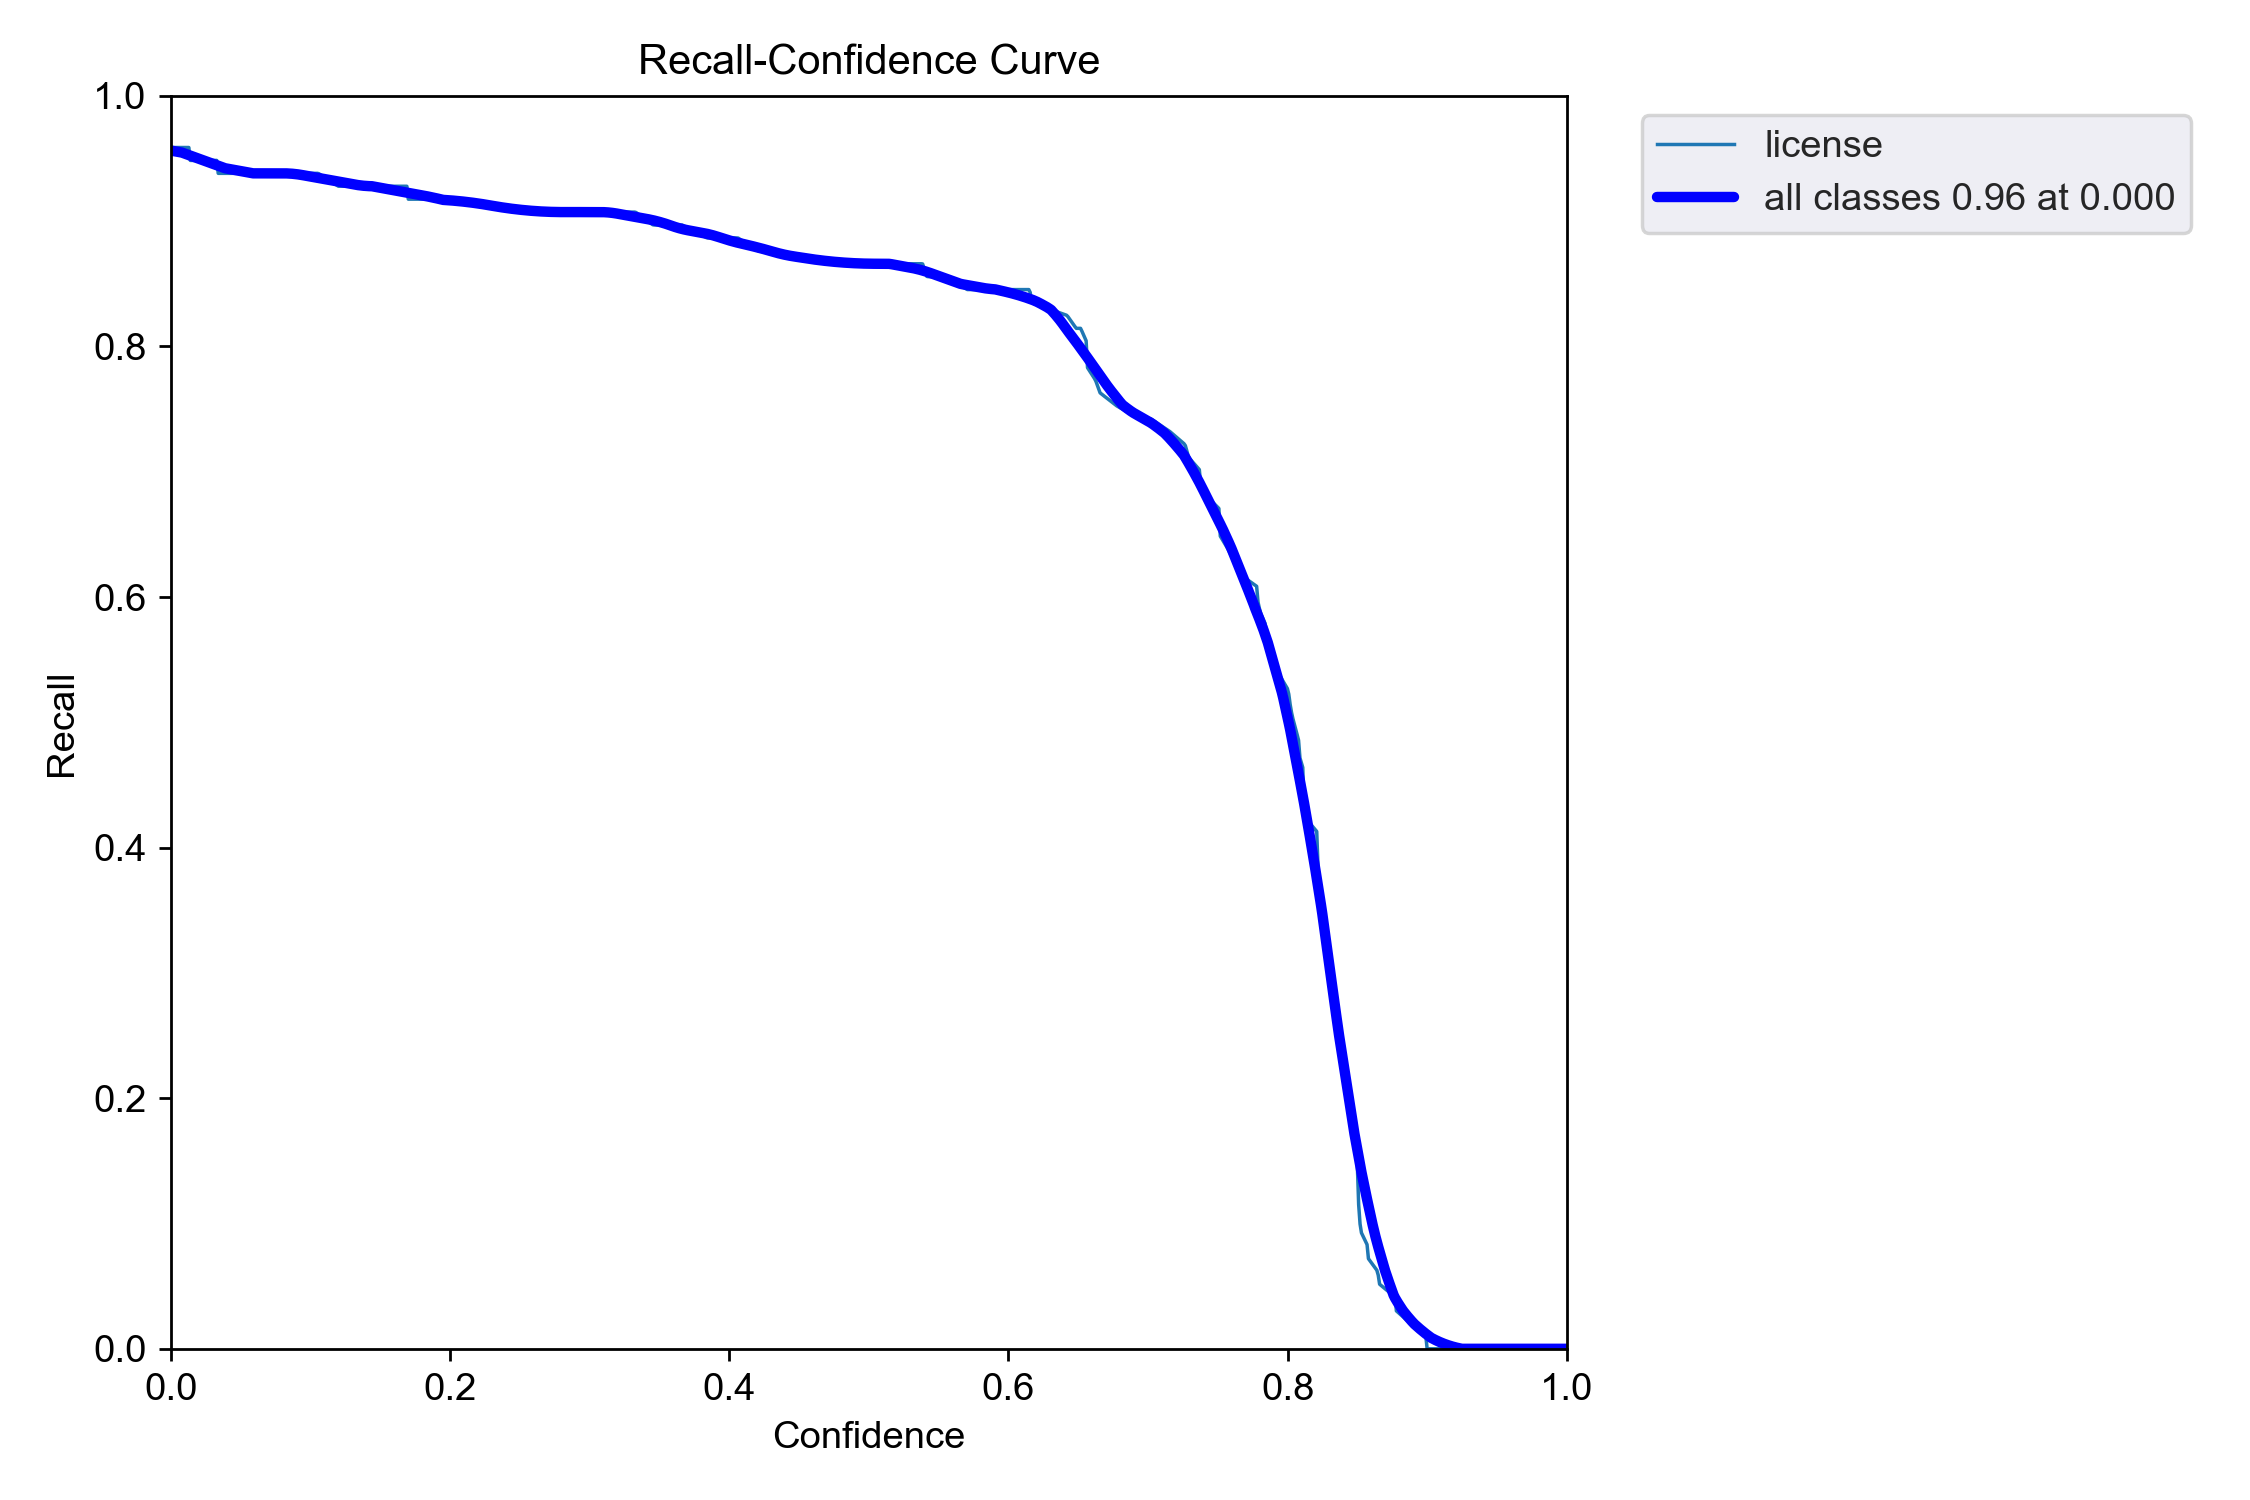 Recall-Confidence Curve
1.0
0.8
0.6
0.4
0.2
0.0
Recall
0.0 0.2 0.4 0.6 0.8 1.0
Confidence
license
all classes 0.96 at 0.000